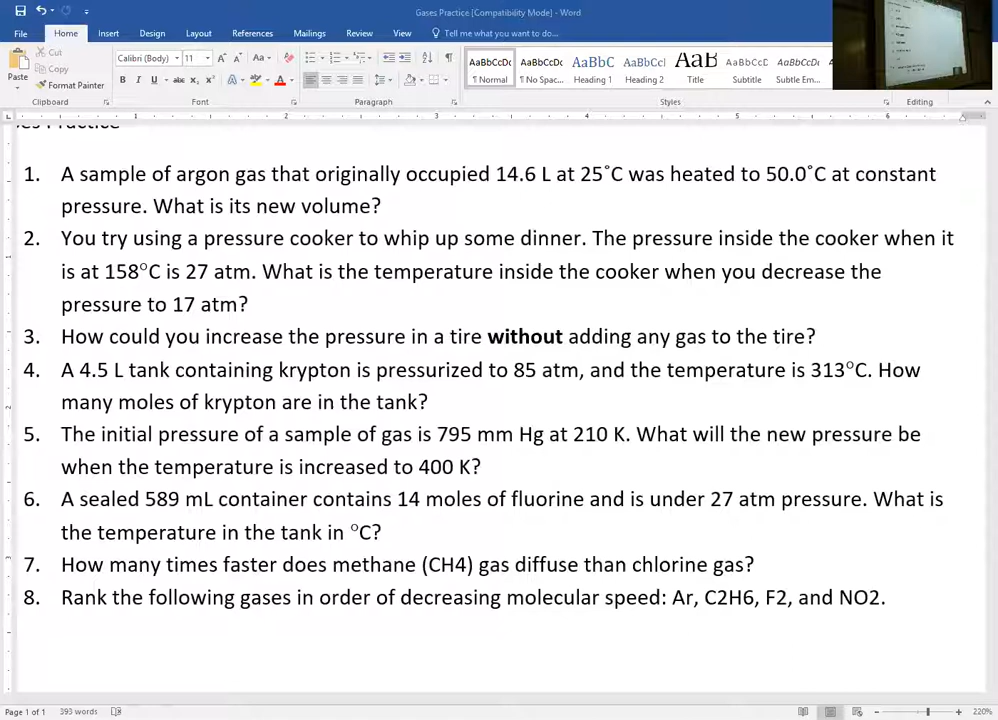 Gases Practice [Compatibility Mode] - Word
File Home Insert Design Layout References Mailings Review View Tell me what you want to do...
Paste Cut Copy Format Painter
Calibri (Body) 11
AaBbCcDc AaBbCcDc AaBbC AaBbCcI AaB AaBbCcD AaBbCcDc
¶ Normal ¶ No Spac... Heading 1 Heading 2 Title Subtitle Subtle Em...
Clipboard Font Paragraph Styles Editing
1 2 3 4 5 6
es Practice
1. A sample of argon gas that originally occupied 14.6 L at 25˚C was heated to 50.0˚C at constant
pressure. What is its new volume?
2. You try using a pressure cooker to whip up some dinner. The pressure inside the cooker when it
is at 158°C is 27 atm. What is the temperature inside the cooker when you decrease the
pressure to 17 atm?
3. How could you increase the pressure in a tire without adding any gas to the tire?
4. A 4.5 L tank containing krypton is pressurized to 85 atm, and the temperature is 313°C. How
many moles of krypton are in the tank?
5. The initial pressure of a sample of gas is 795 mm Hg at 210 K. What will the new pressure be
when the temperature is increased to 400 K?
6. A sealed 589 mL container contains 14 moles of fluorine and is under 27 atm pressure. What is
the temperature in the tank in °C?
7. How many times faster does methane (CH4) gas diffuse than chlorine gas?
8. Rank the following gases in order of decreasing molecular speed: Ar, C2H6, F2, and NO2.
Page 1 of 1 393 words 220%